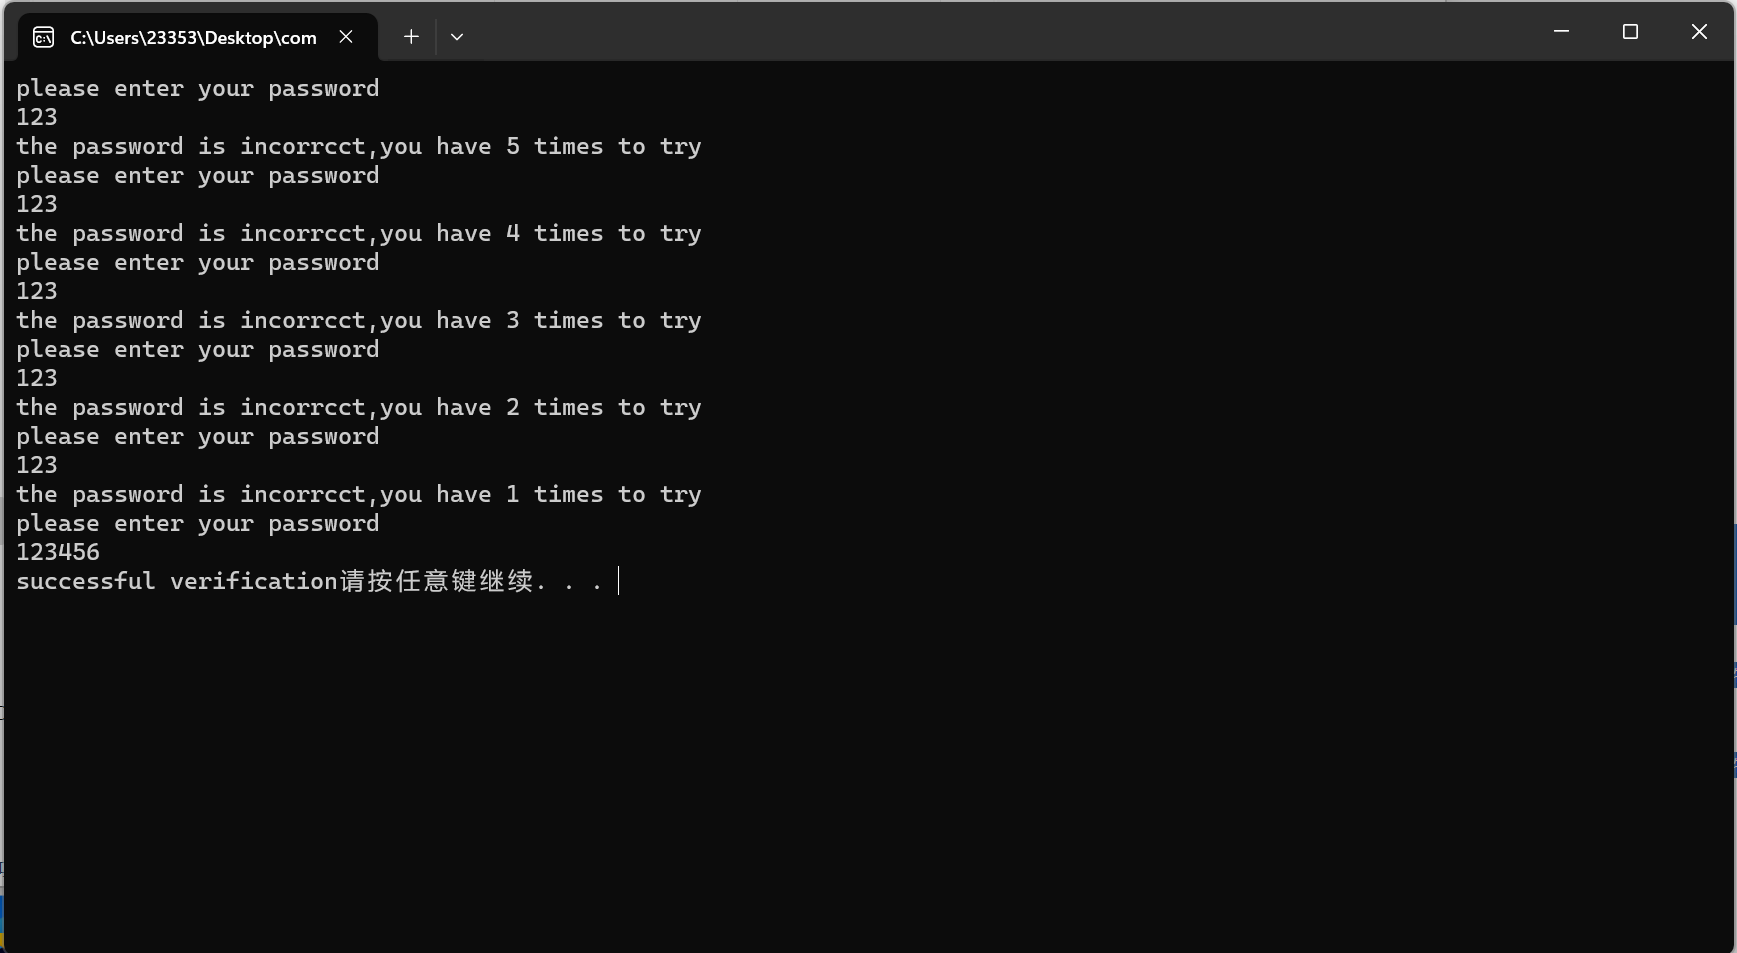 C:\Users\23353\Desktop\com
please enter your password
123
the password is incorrcct,you have 5 times to try
please enter your password
123
the password is incorrcct,you have 4 times to try
please enter your password
123
the password is incorrcct,you have 3 times to try
please enter your password
123
the password is incorrcct,you have 2 times to try
please enter your password
123
the password is incorrcct,you have 1 times to try
please enter your password
123456
successful verification请按任意键继续. . .